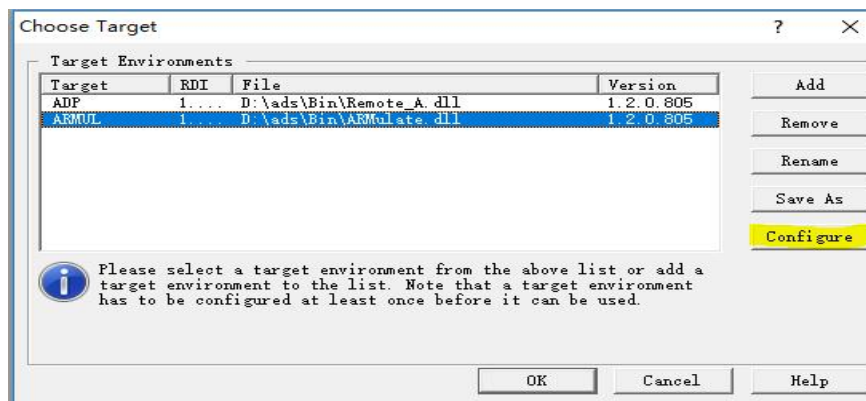 Choose Target
? ×
Target Environments
Target RDI File Version
ADP 1.... D:\ads\Bin\Remote_A.dll 1.2.0.805
ARMUL 1.... D:\ads\Bin\ARMulate.dll 1.2.0.805
Add
Remove
Rename
Save As
Configure
Please select a target environment from the above list or add a
target environment to the list. Note that a target environment
has to be configured at least once before it can be used.
OK Cancel Help